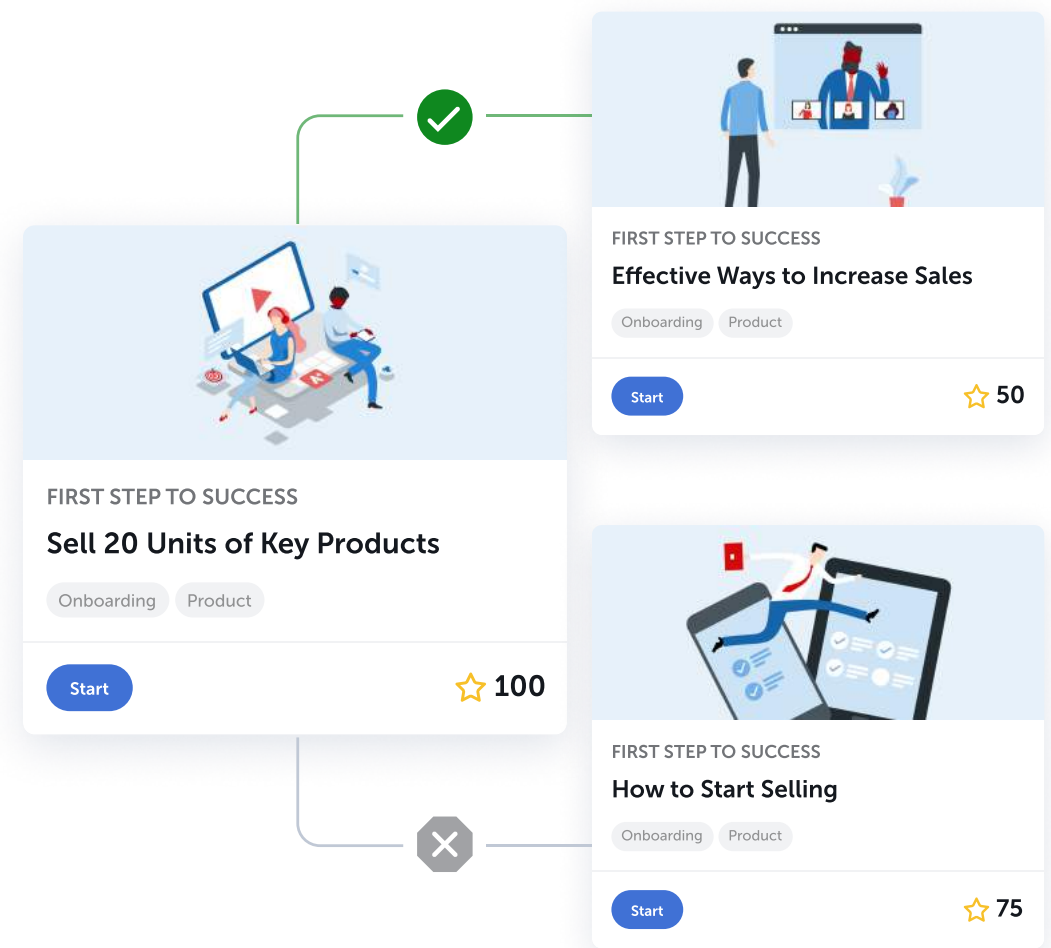 FIRST STEP TO SUCCESS
Sell 20 Units of Key Products
Onboarding Product
Start 100
FIRST STEP TO SUCCESS
Effective Ways to Increase Sales
Onboarding Product
Start 50
FIRST STEP TO SUCCESS
How to Start Selling
Onboarding Product
Start 75